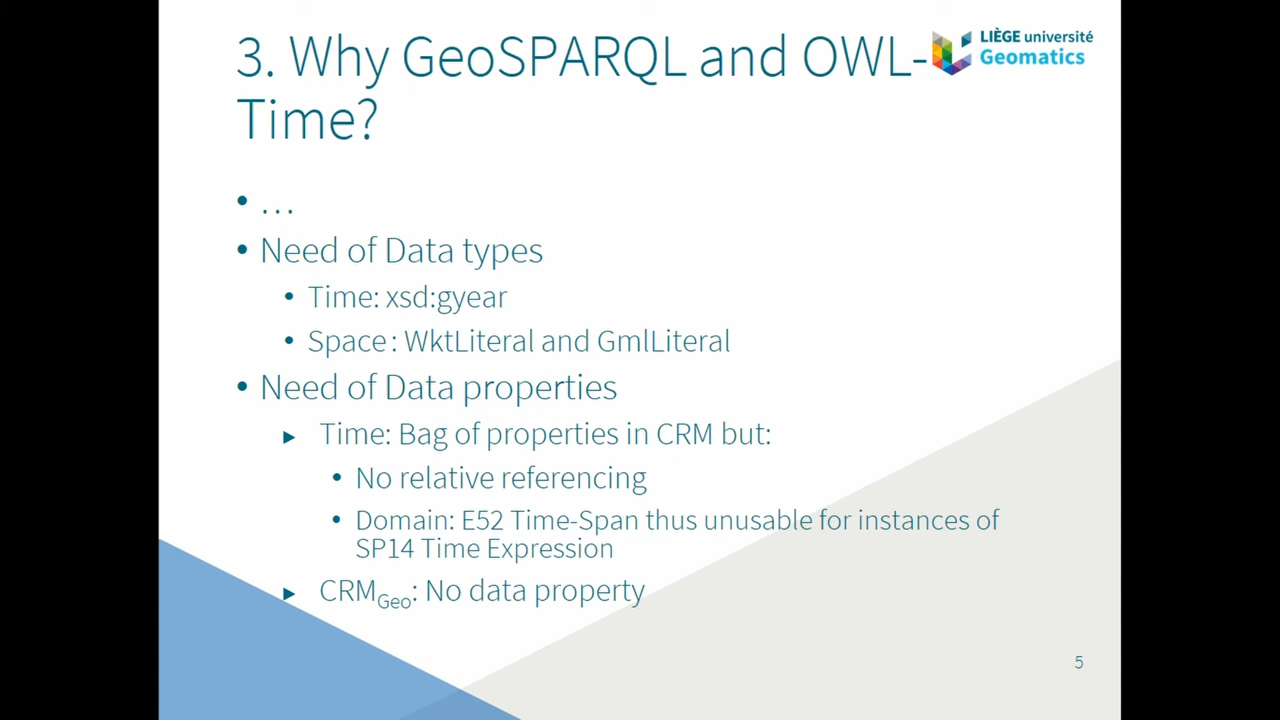 3. Why GeoSPARQL and OWL-
Time?
LIÈGE université
Geomatics
• …
• Need of Data types
• Time: xsd:gyear
• Space : WktLiteral and GmlLiteral
• Need of Data properties
▶ Time: Bag of properties in CRM but:
• No relative referencing
• Domain: E52 Time-Span thus unusable for instances of
SP14 Time Expression
▶ CRMGeo: No data property
5